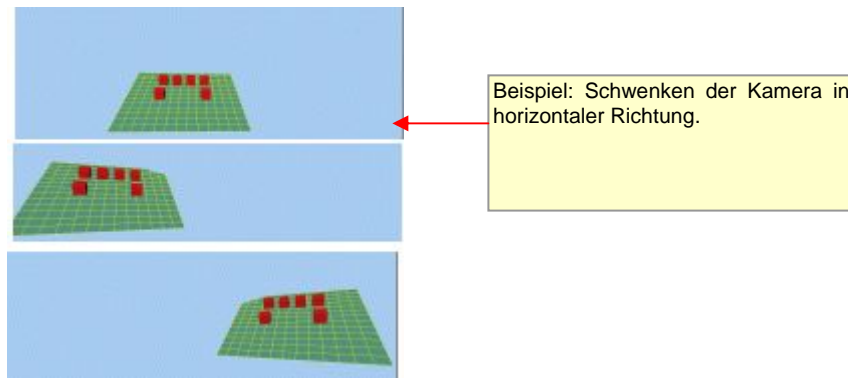 Beispiel: Schwenken der Kamera in
horizontaler Richtung.